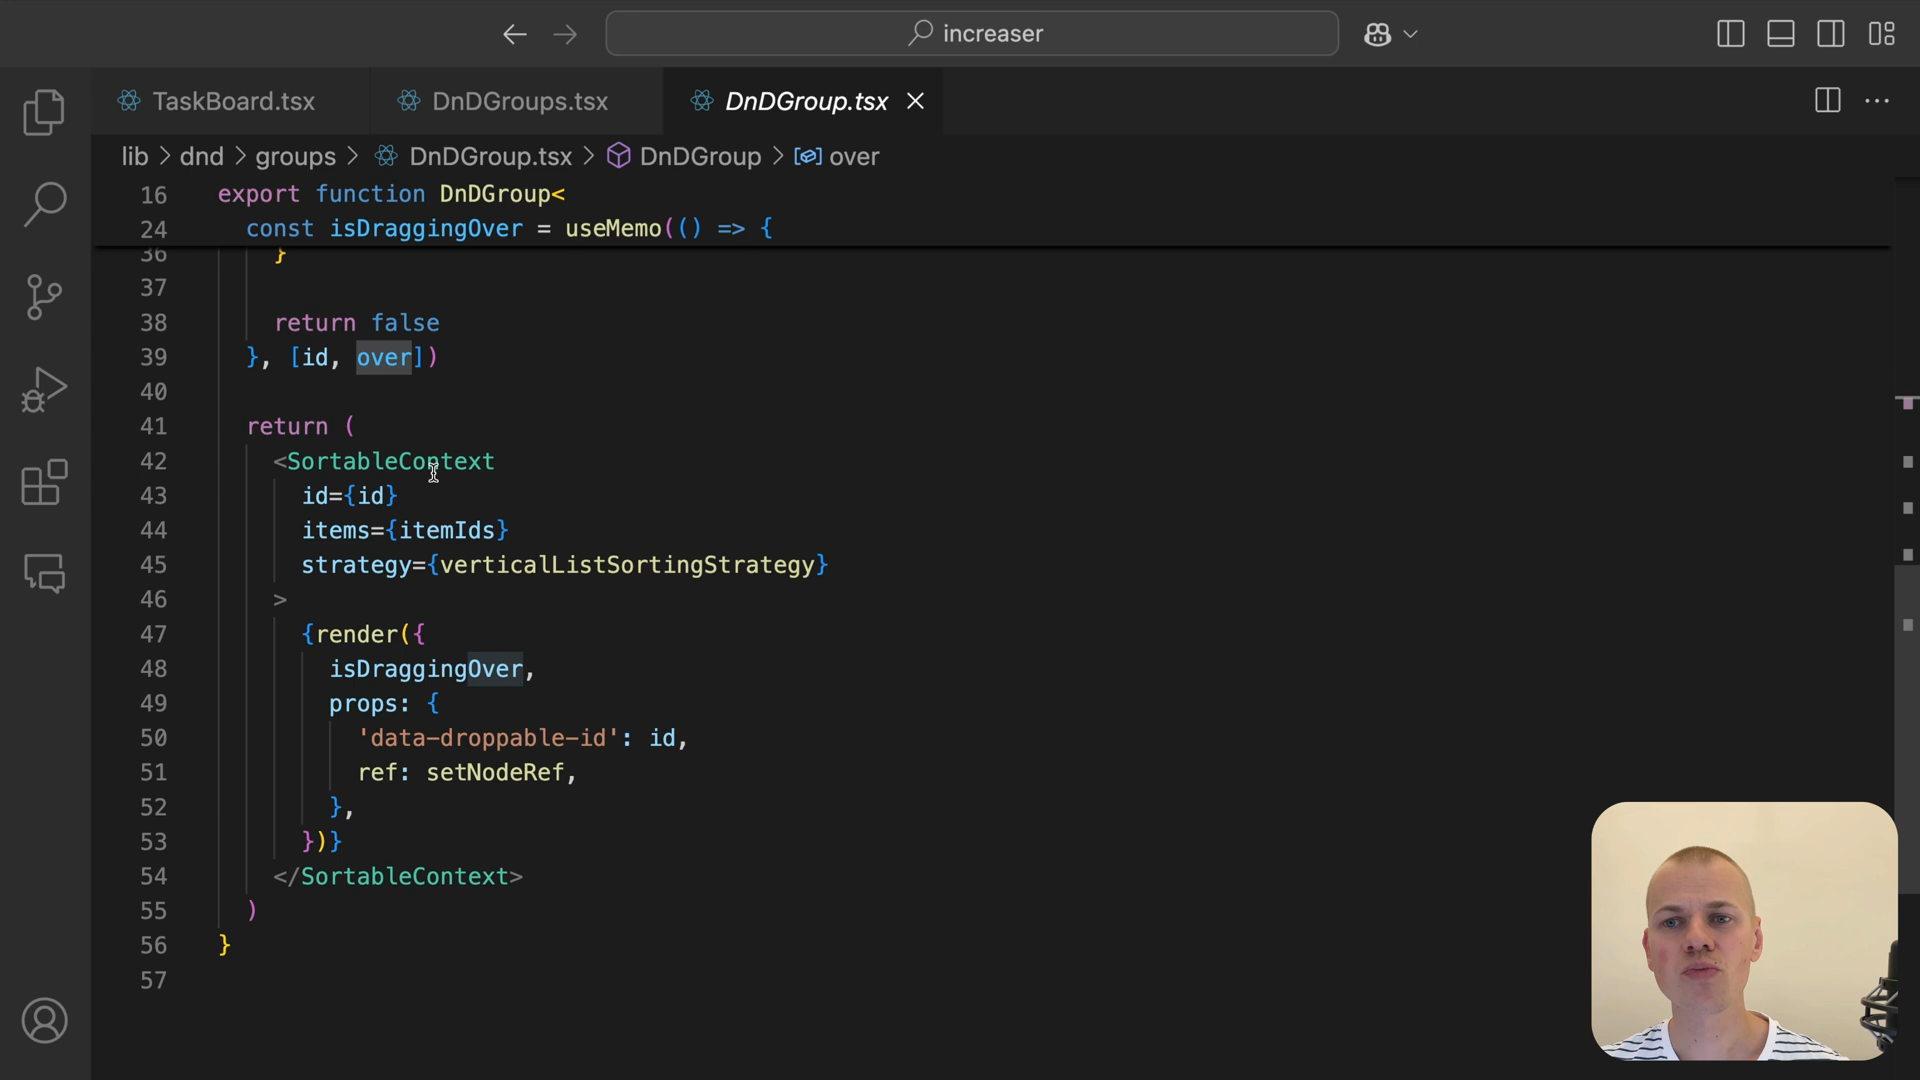 increaser
TaskBoard.tsx
DnDGroups.tsx
DnDGroup.tsx
lib > dnd > groups > DnDGroup.tsx > DnDGroup > over
16 export function DnDGroup<
24 const isDraggingOver = useMemo(() => {
36 }
37
38 return false
39 }, [id, over])
40
41 return (
42 <SortableContext
43 id={id}
44 items={itemIds}
45 strategy={verticalListSortingStrategy}
46 >
47 {render({
48 isDraggingOver,
49 props: {
50 'data-droppable-id': id,
51 ref: setNodeRef,
52 },
53 })}
54 </SortableContext>
55 )
56 }
57